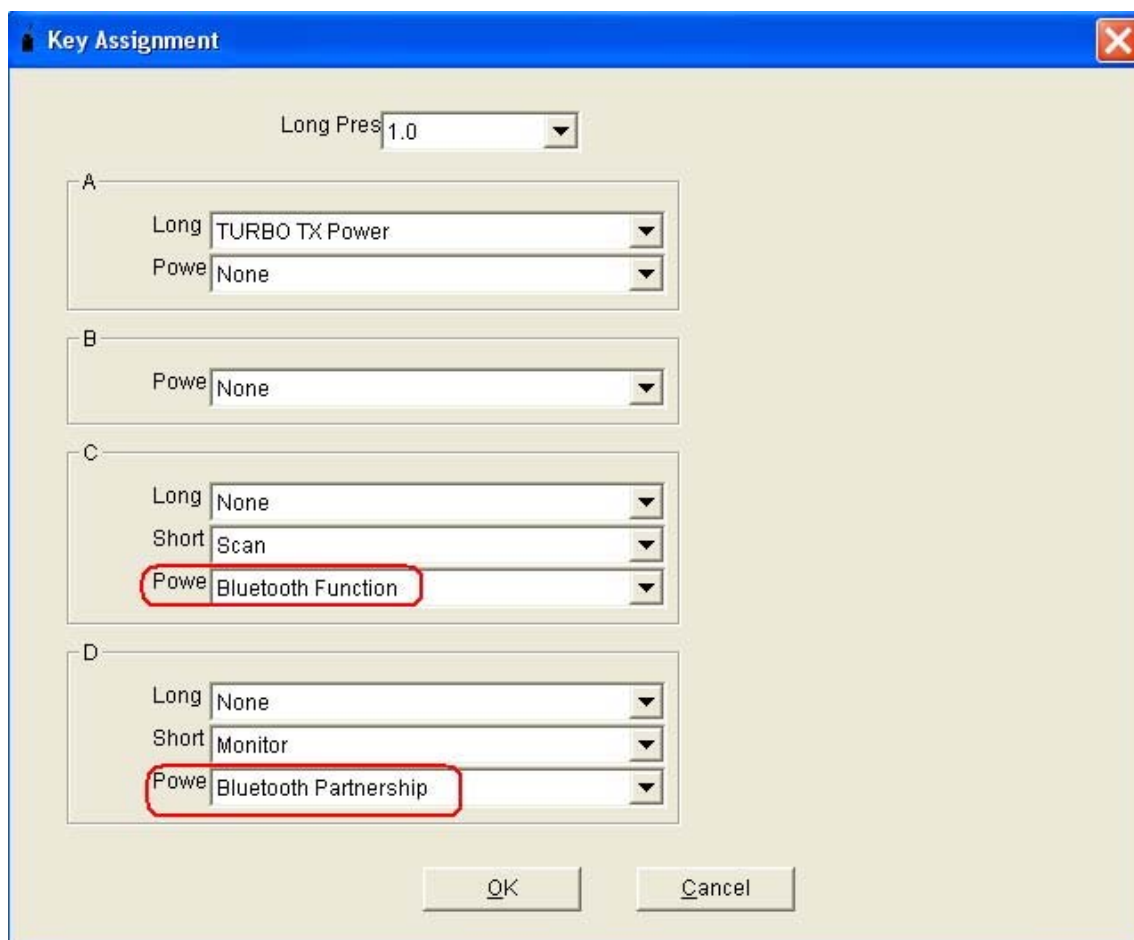 Key Assignment
Long Pres 1.0
A
Long TURBO TX Power
Powe None
B
Powe None
C
Long None
Short Scan
Powe Bluetooth Function
D
Long None
Short Monitor
Powe Bluetooth Partnership
OK Cancel